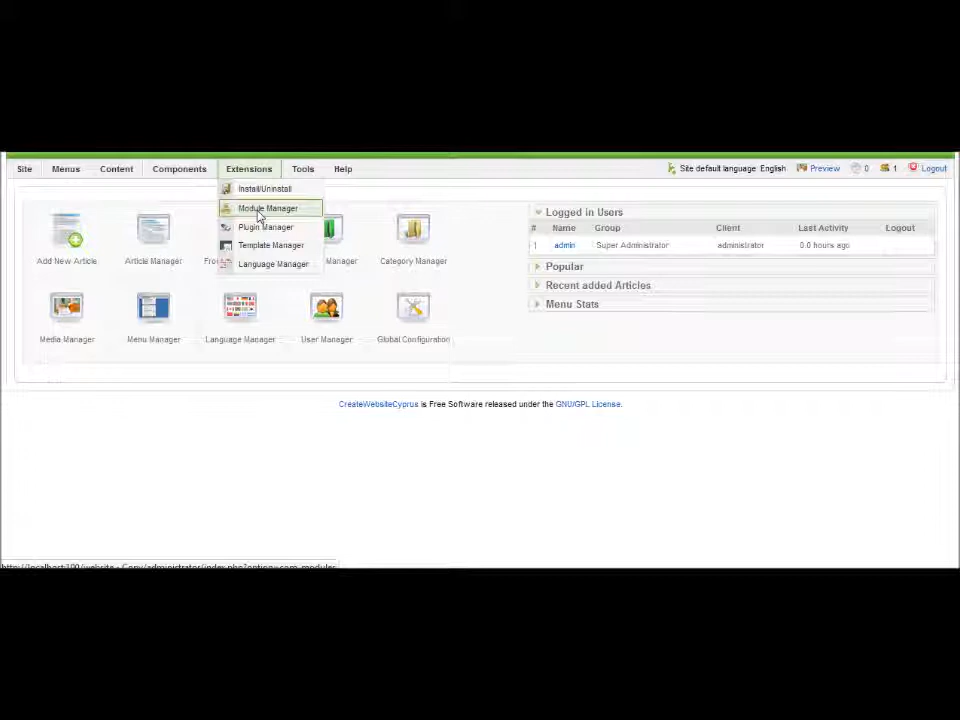 Site Menus Content Components Extensions Tools Help Site default language: English Preview 0 1 Logout
Install/Uninstall
Module Manager
Plugin Manager
Template Manager
Language Manager
Add New Article Article Manager Manager Category Manager
Media Manager Menu Manager Language Manager User Manager Global Configuration
Logged in Users
# Name Group Client Last Activity Logout
1 admin Super Administrator administrator 0.0 hours ago
Popular
Recent added Articles
Menu Stats
CreateWebsiteCyprus is Free Software released under the GNU/GPL License.